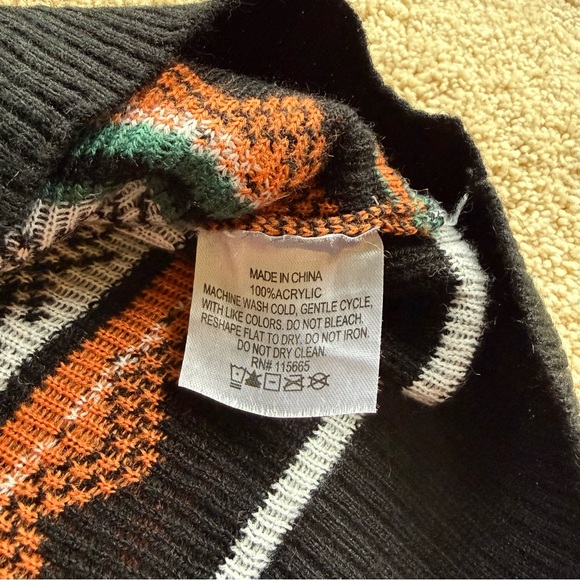 MADE IN CHINA
100%ACRYLIC
MACHINE WASH COLD, GENTLE CYCLE,
WITH LIKE COLORS. DO NOT BLEACH.
RESHAPE FLAT TO DRY. DO NOT IRON.
DO NOT DRY CLEAN.
RN# 115665